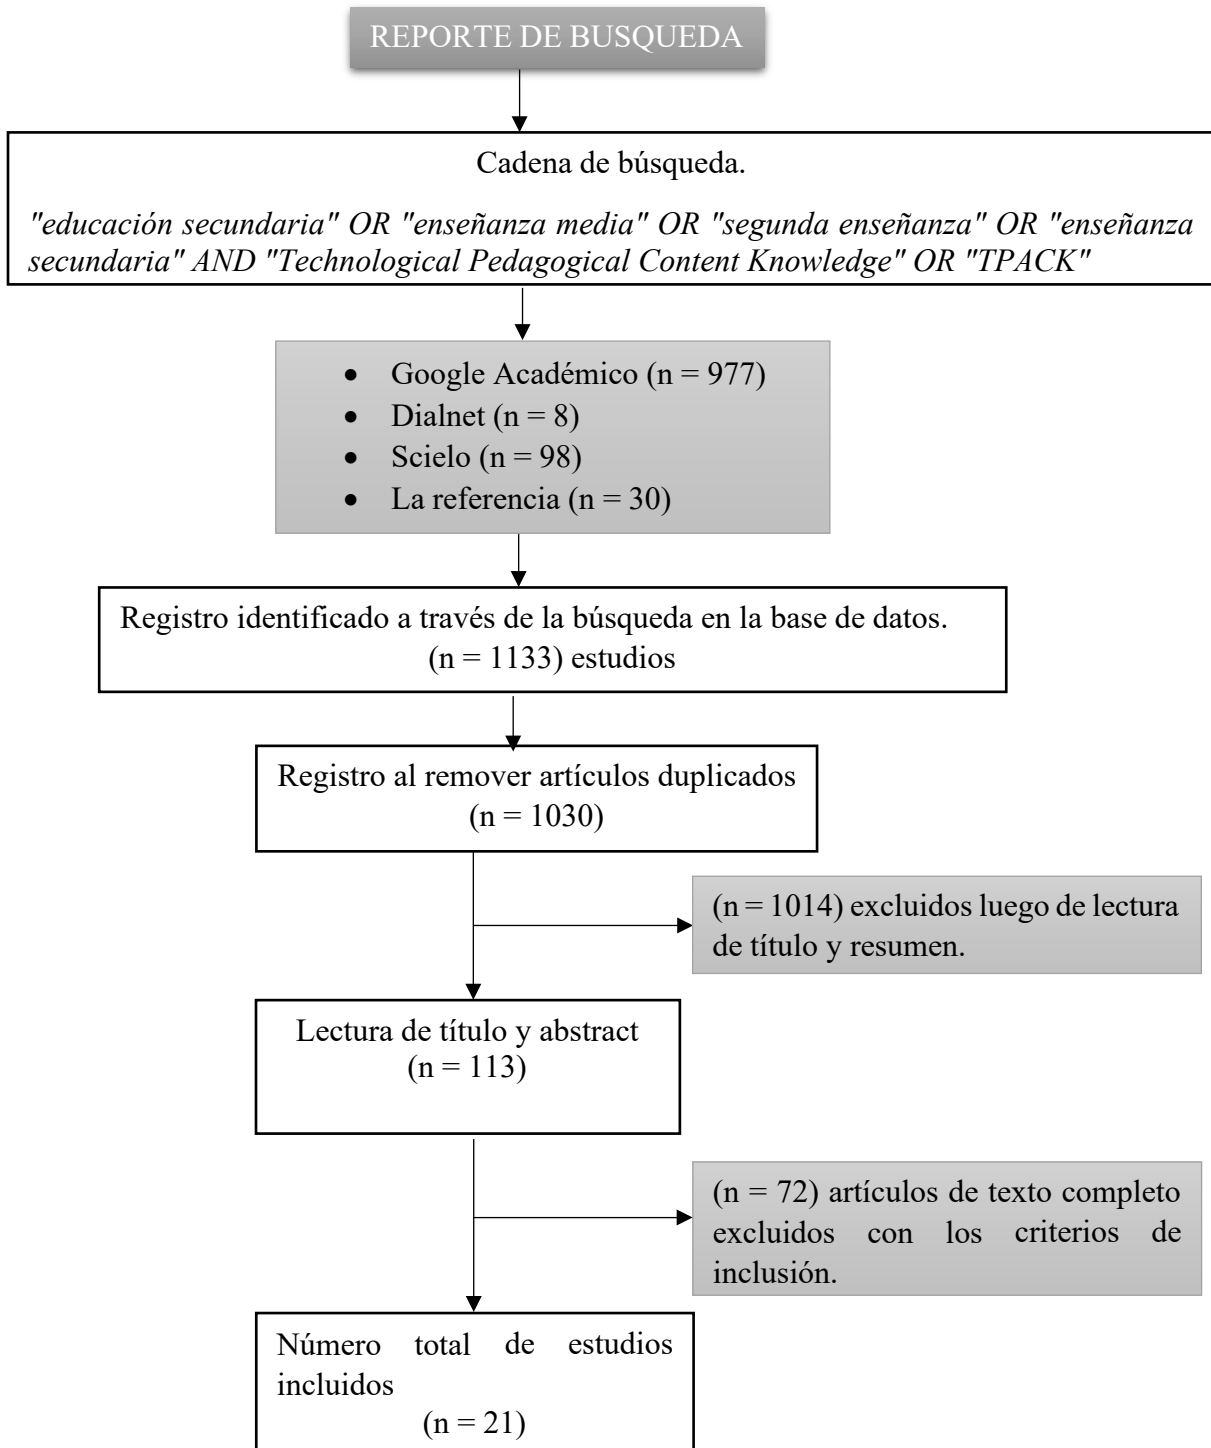 REPORTE DE BUSQUEDA
Cadena de búsqueda.
"educación secundaria" OR "enseñanza media" OR "segunda enseñanza" OR "enseñanza
secundaria" AND "Technological Pedagogical Content Knowledge" OR "TPACK"
• Google Académico (n = 977)
• Dialnet (n = 8)
• Scielo (n = 98)
• La referencia (n = 30)
Registro identificado a través de la búsqueda en la base de datos.
(n = 1133) estudios
Registro al remover artículos duplicados
(n = 1030)
(n = 1014) excluidos luego de lectura
de título y resumen.
Lectura de título y abstract
(n = 113)
(n = 72) artículos de texto completo
excluidos con los criterios de
inclusión.
Número total de estudios
incluidos
(n = 21)